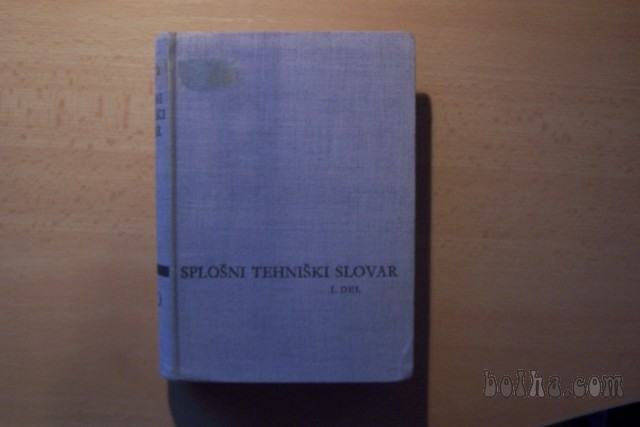 SPLOŠNI TEHNIŠKI SLOVAR
I. DEL
bolha.com